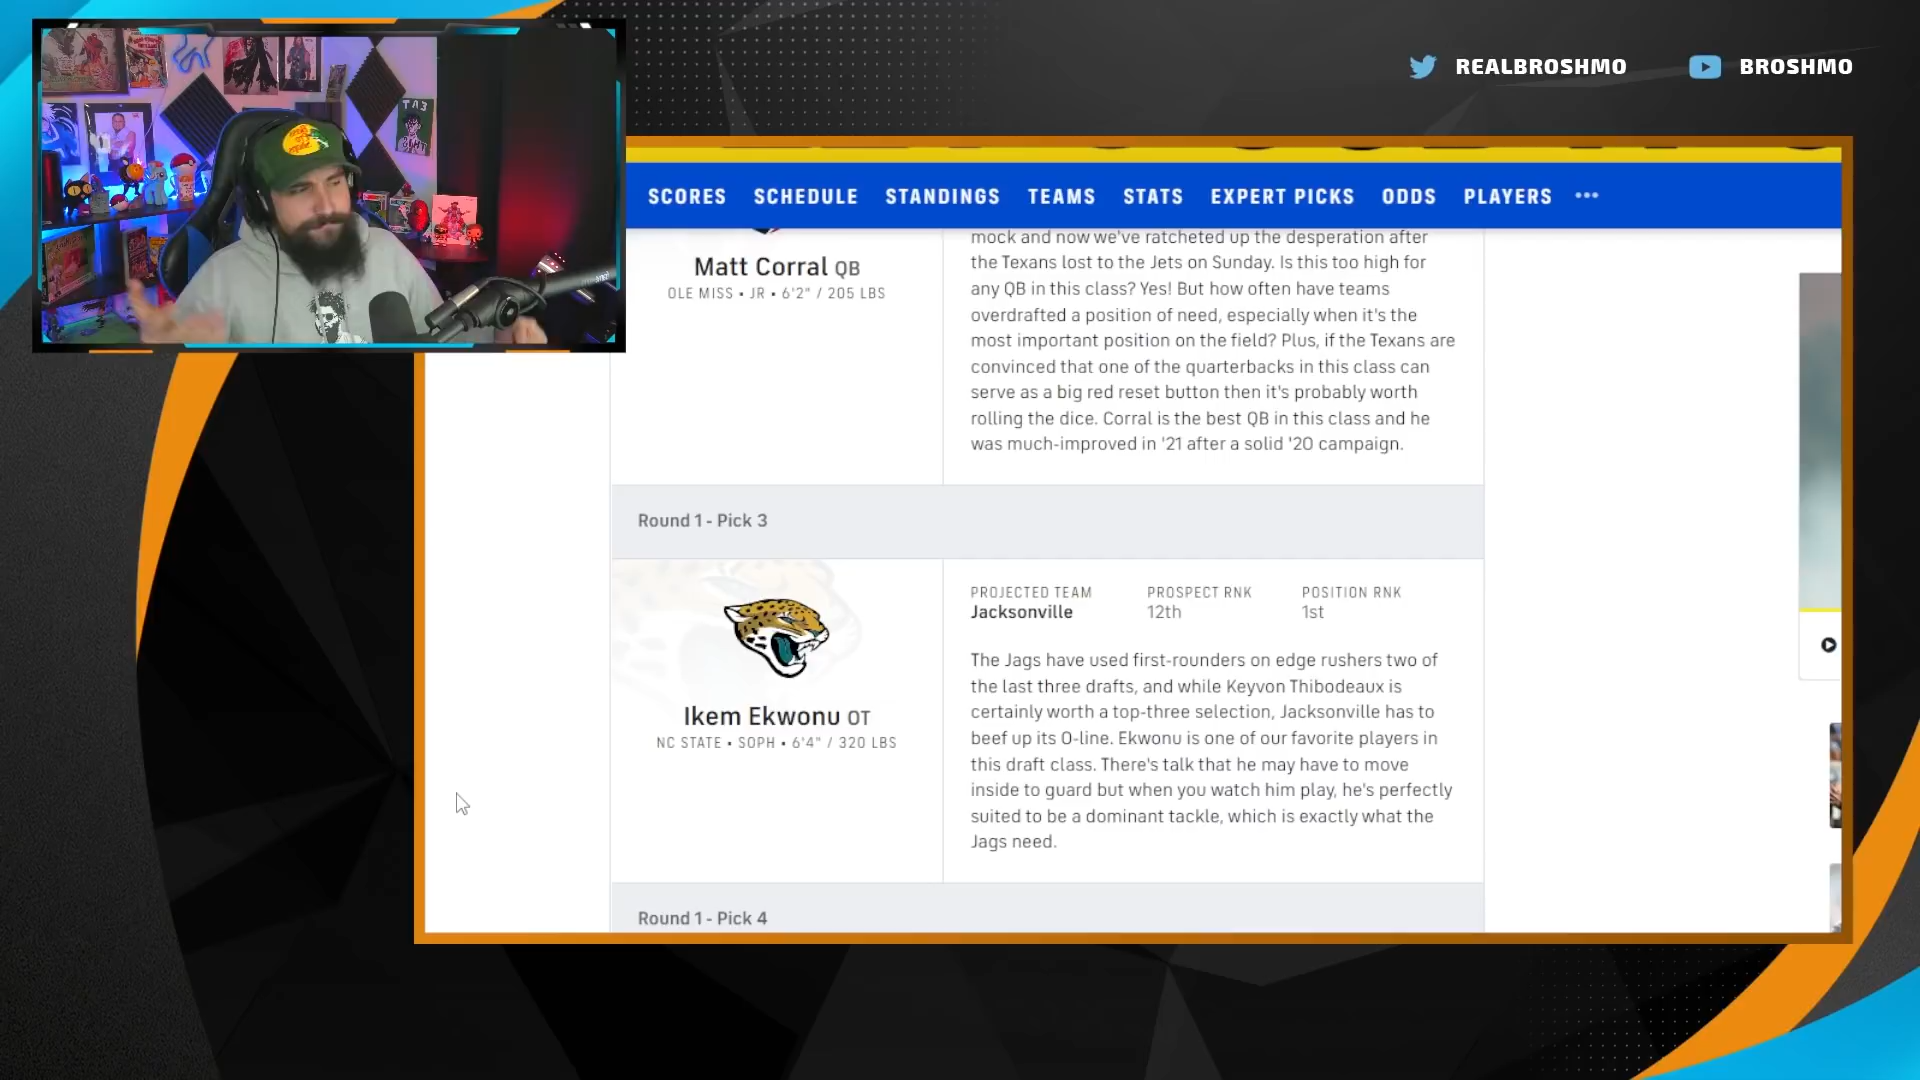 REALBROSHMO
BROSHMO
SCORES SCHEDULE STANDINGS TEAMS STATS EXPERT PICKS ODDS PLAYERS •••
Matt Corral QB
OLE MISS • JR • 6'2" / 205 LBS
mock and now we've ratcheted up the desperation after
the Texans lost to the Jets on Sunday. Is this too high for
any QB in this class? Yes! But how often have teams
overdrafted a position of need, especially when it's the
most important position on the field? Plus, if the Texans are
convinced that one of the quarterbacks in this class can
serve as a big red reset button then it's probably worth
rolling the dice. Corral is the best QB in this class and he
was much-improved in '21 after a solid '20 campaign.
Round 1 - Pick 3
Ikem Ekwonu OT
NC STATE • SOPH • 6'4" / 320 LBS
PROJECTED TEAM PROSPECT RNK POSITION RNK
Jacksonville 12th 1st
The Jags have used first-rounders on edge rushers two of
the last three drafts, and while Keyvon Thibodeaux is
certainly worth a top-three selection, Jacksonville has to
beef up its O-line. Ekwonu is one of our favorite players in
this draft class. There's talk that he may have to move
inside to guard but when you watch him play, he's perfectly
suited to be a dominant tackle, which is exactly what the
Jags need.
Round 1 - Pick 4